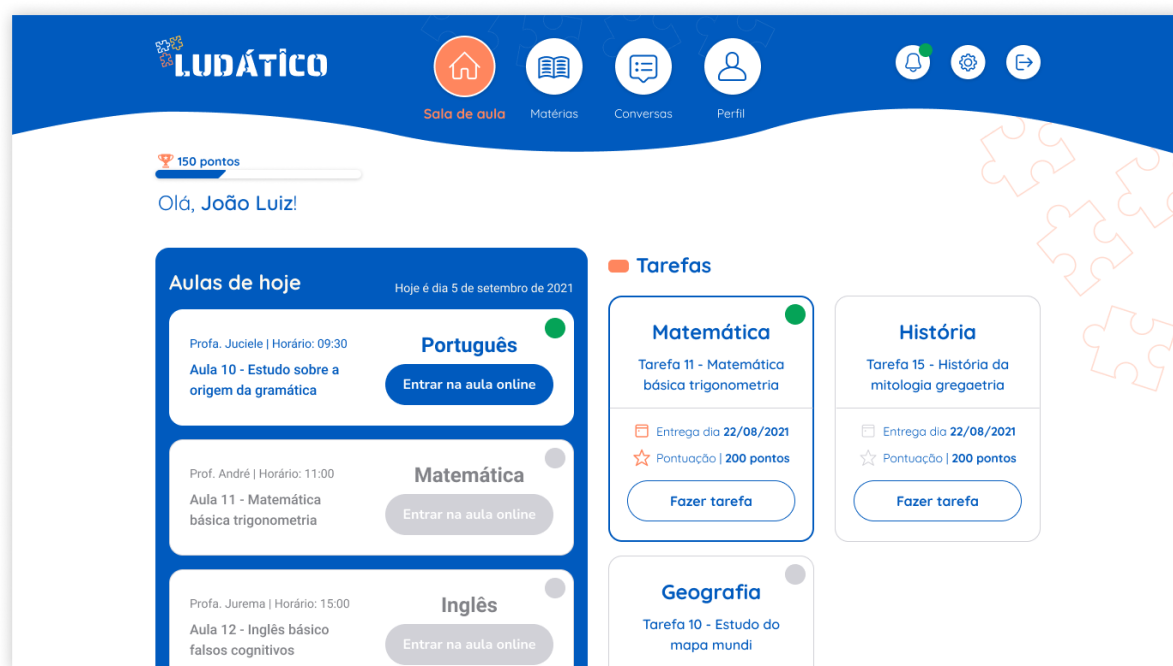 LUDÁTICO
Sala de aula
Matérias
Conversas
Perfil
150 pontos
Olá, João Luiz!
Aulas de hoje
Hoje é dia 5 de setembro de 2021
Profa. Juciele | Horário: 09:30
Aula 10 - Estudo sobre a
origem da gramática
Português
Entrar na aula online
Prof. André | Horário: 11:00
Aula 11 - Matemática
básica trigonometria
Matemática
Entrar na aula online
Profa. Jurema | Horário: 15:00
Aula 12 - Inglês básico
falsos cognitivos
Inglês
Entrar na aula online
Tarefas
Matemática
Tarefa 11 - Matemática
básica trigonometria
Entrega dia 22/08/2021
Pontuação | 200 pontos
Fazer tarefa
História
Tarefa 15 - História da
mitologia gregaetria
Entrega dia 22/08/2021
Pontuação | 200 pontos
Fazer tarefa
Geografia
Tarefa 10 - Estudo do
mapa mundi